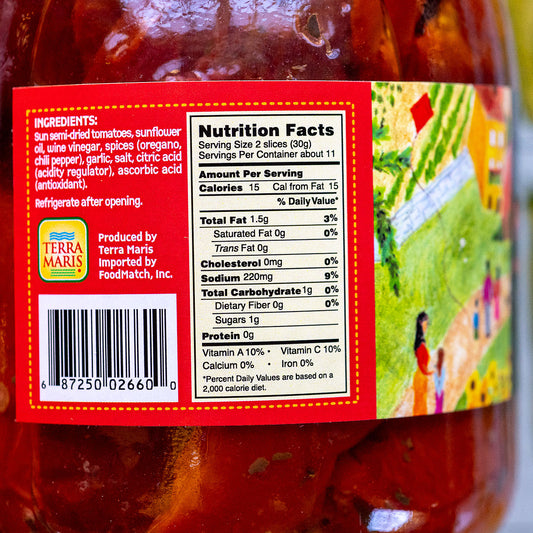 INGREDIENTS:
Sun semi-dried tomatoes, sunflower
oil, wine vinegar, spices (oregano,
chili pepper), garlic, salt, citric acid
(acidity regulator), ascorbic acid
(antioxidant).
Refrigerate after opening.
TERRA
MARIS
Produced by
Terra Maris
Imported by
FoodMatch, Inc.
6 87250 02660 0
Nutrition Facts
Serving Size 2 slices (30g)
Servings Per Container about 11
Amount Per Serving
Calories 15 Cal from Fat 15
% Daily Value*
Total Fat 1.5g 3%
Saturated Fat 0g 0%
Trans Fat 0g
Cholesterol 0mg 0%
Sodium 220mg 9%
Total Carbohydrate 1g 0%
Dietary Fiber 0g 0%
Sugars 1g
Protein 0g
Vitamin A 10% • Vitamin C 10%
Calcium 0% • Iron 0%
*Percent Daily Values are based on a
2,000 calorie diet.